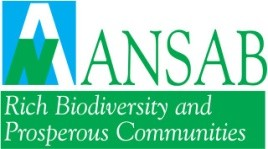 ANSAB
Rich Biodiversity and
Prosperous Communities